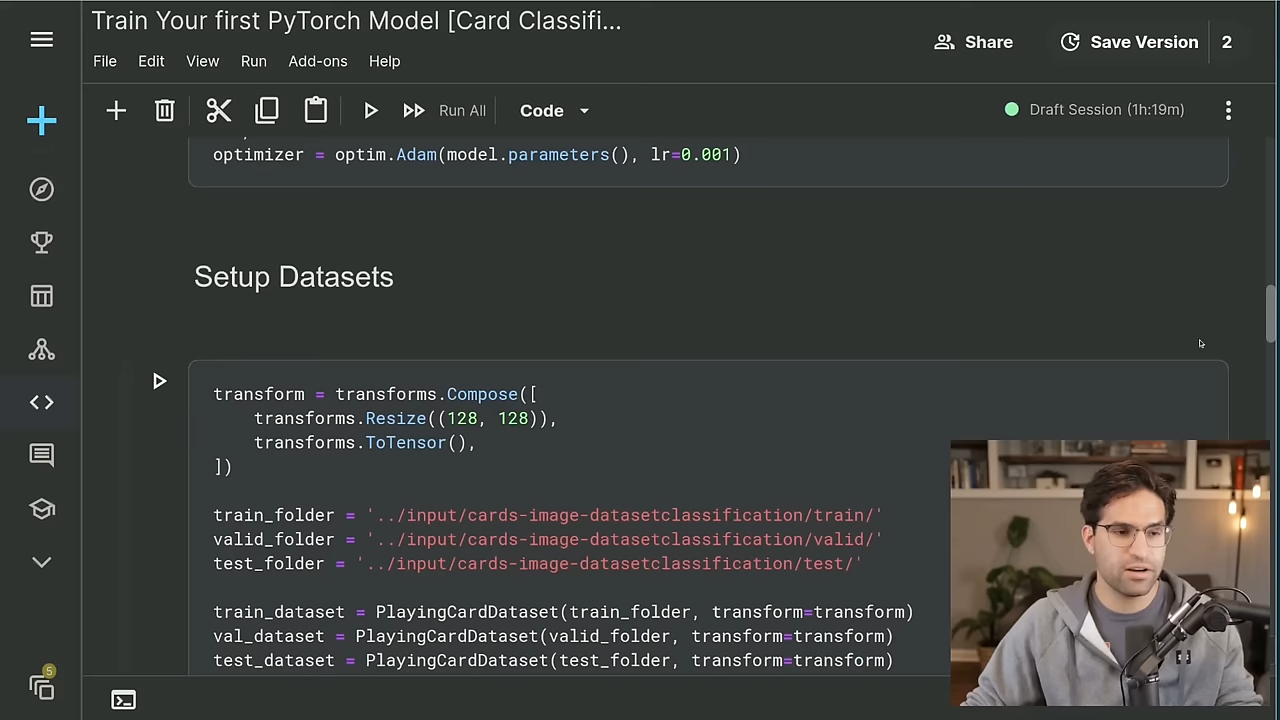 Train Your first PyTorch Model [Card Classifi...
File Edit View Run Add-ons Help
Share
Save Version
2
Run All
Code
Draft Session (1h:19m)
optimizer = optim.Adam(model.parameters(), lr=0.001)
Setup Datasets
transform = transforms.Compose([
    transforms.Resize((128, 128)),
    transforms.ToTensor(),
])
train_folder = '../input/cards-image-datasetclassification/train/'
valid_folder = '../input/cards-image-datasetclassification/valid/'
test_folder = '../input/cards-image-datasetclassification/test/'
train_dataset = PlayingCardDataset(train_folder, transform=transform)
val_dataset = PlayingCardDataset(valid_folder, transform=transform)
test_dataset = PlayingCardDataset(test_folder, transform=transform)
5